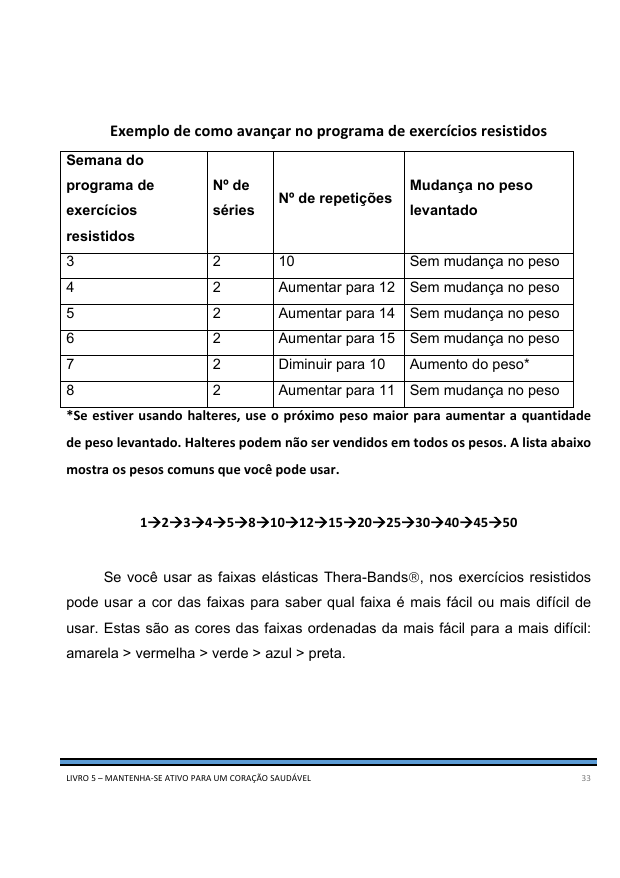 Exemplo de como avançar no programa de exercícios resistidos
Semana do
programa de
exercícios
resistidos
Nº de
séries
Nº de repetições
Mudança no peso
levantado
3 2 10 Sem mudança no peso
4 2 Aumentar para 12 Sem mudança no peso
5 2 Aumentar para 14 Sem mudança no peso
6 2 Aumentar para 15 Sem mudança no peso
7 2 Diminuir para 10 Aumento do peso*
8 2 Aumentar para 11 Sem mudança no peso
*Se estiver usando halteres, use o próximo peso maior para aumentar a quantidade
de peso levantado. Halteres podem não ser vendidos em todos os pesos. A lista abaixo
mostra os pesos comuns que você pode usar.
1→2→3→4→5→8→10→12→15→20→25→30→40→45→50
Se você usar as faixas elásticas Thera-Bands®, nos exercícios resistidos
pode usar a cor das faixas para saber qual faixa é mais fácil ou mais difícil de
usar. Estas são as cores das faixas ordenadas da mais fácil para a mais difícil:
amarela > vermelha > verde > azul > preta.
LIVRO 5 – MANTENHA-SE ATIVO PARA UM CORAÇÃO SAUDÁVEL 33